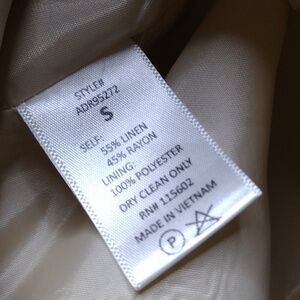 STYLE#
ADR95272
S
SELF:
55% LINEN
45% RAYON
LINING:
100% POLYESTER
DRY CLEAN ONLY
RN# 115602
MADE IN VIETNAM
P